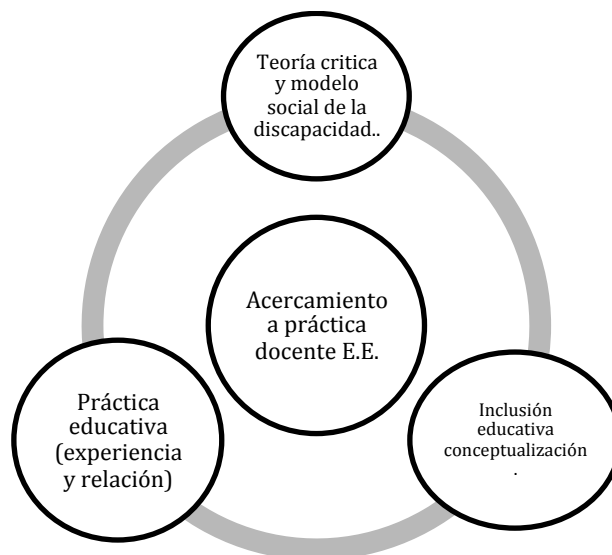 Teoría critica
y modelo
social de la
discapacidad..
Acercamiento
a práctica
docente E.E.
Práctica
educativa
(experiencia
y relación)
Inclusión
educativa
conceptualización
.